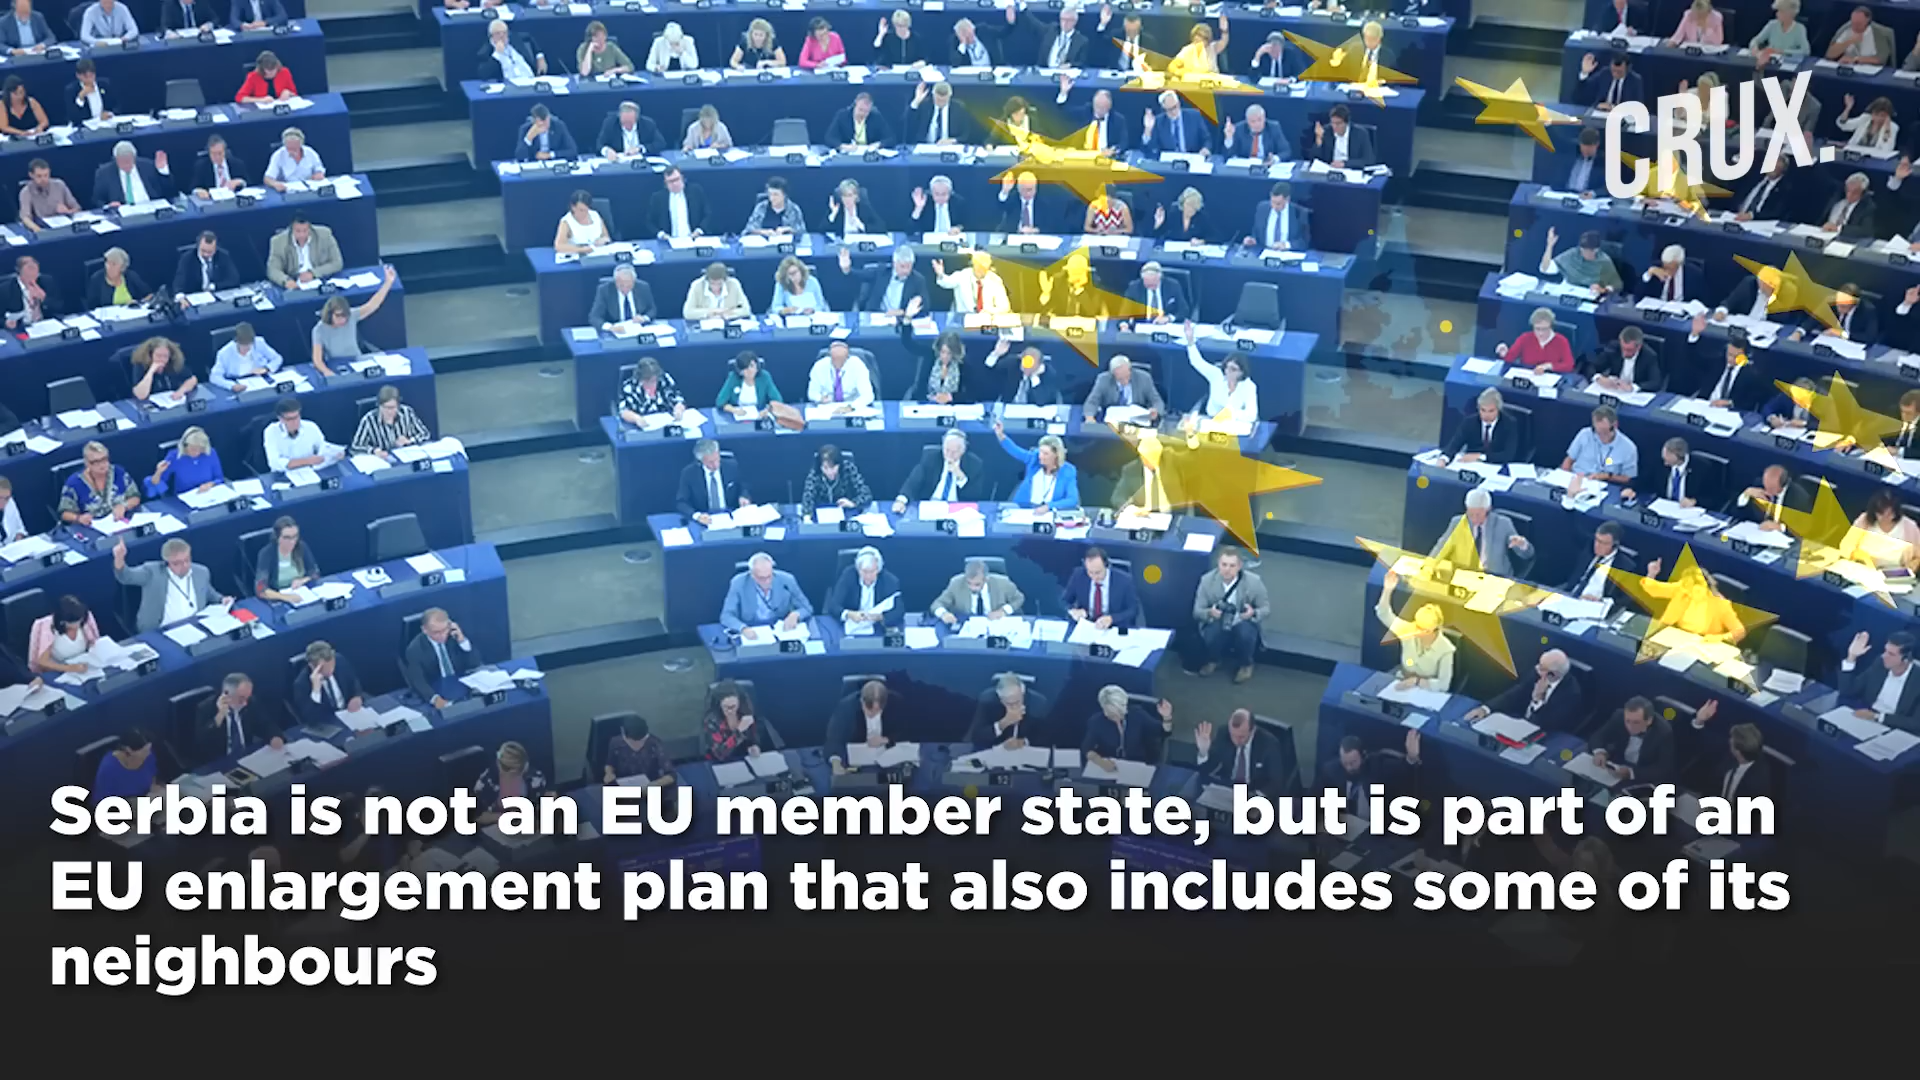 CRUX.
Serbia is not an EU member state, but is part of an
EU enlargement plan that also includes some of its
neighbours